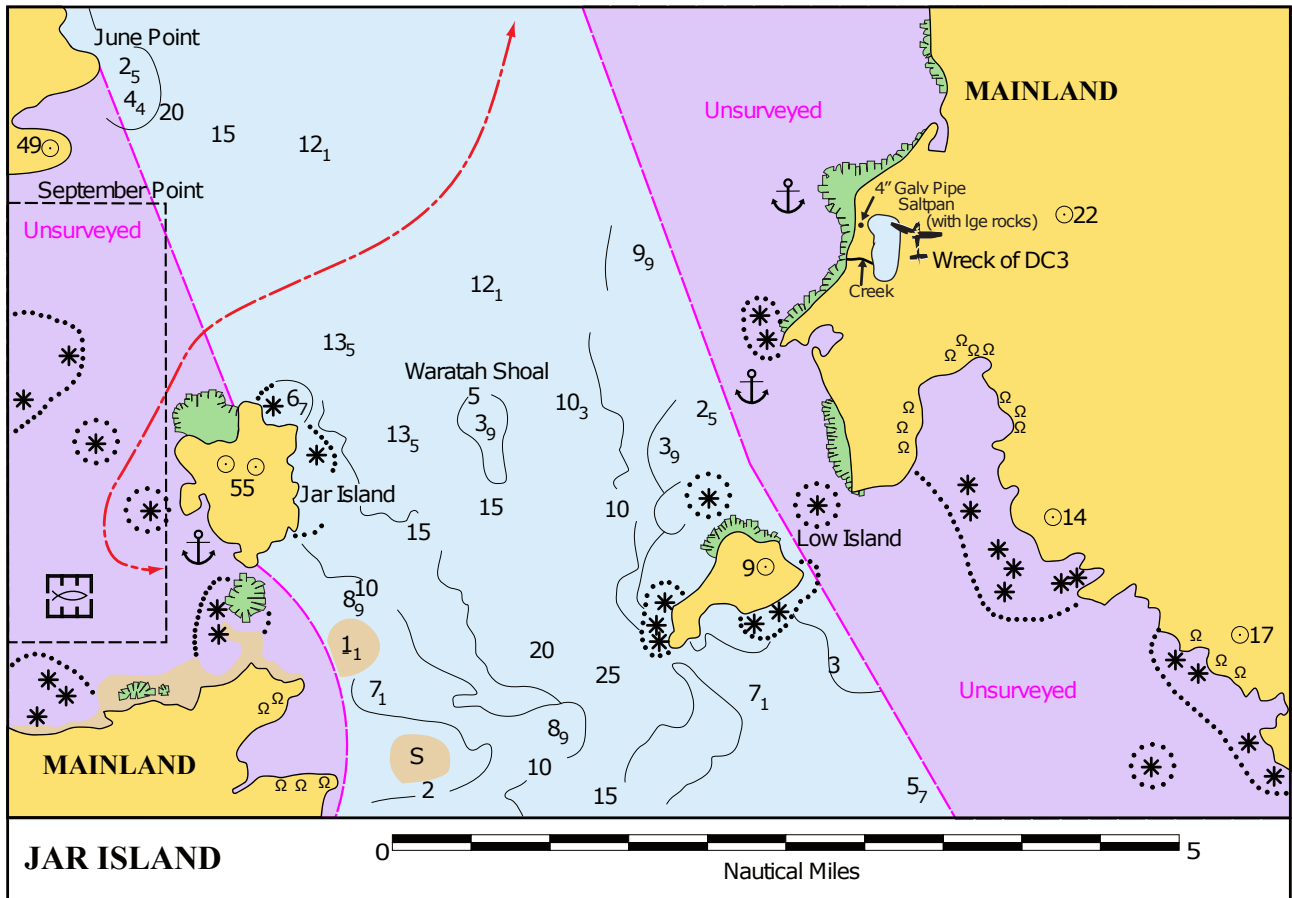 June Point
2₅
4₄
20
15
12₁
49
September Point
Unsurveyed
Unsurveyed
MAINLAND
4" Galv Pipe
Saltpan
(with lge rocks)
22
Wreck of DC3
Creek
9₉
12₁
13₅
Waratah Shoal
5
3₉
10₃
2₅
6₇
13₅
3₉
55
Jar Island
15
15
10
Low Island
14
9
10
8₉
1₁
20
25
7₁
7₁
3
17
Unsurveyed
8₉
MAINLAND
S
10
2
15
5₇
JAR ISLAND
0
5
Nautical Miles